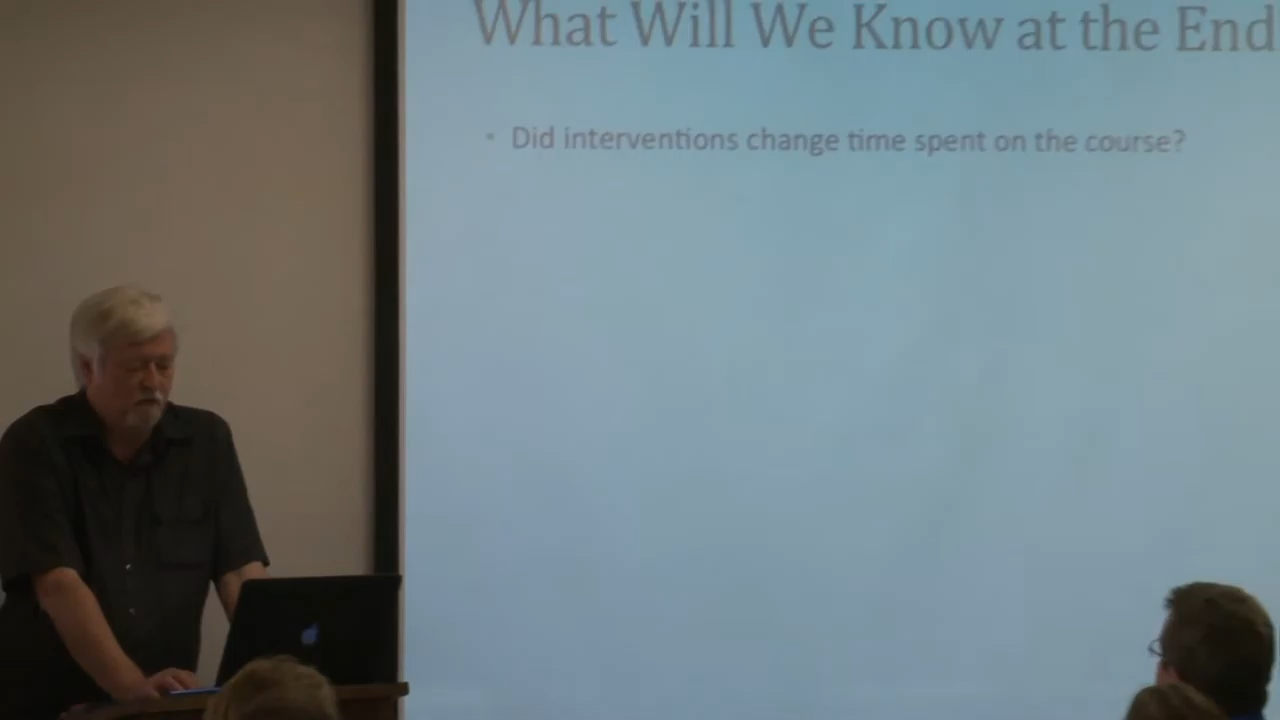 What Will We Know at the End
• Did interventions change time spent on the course?